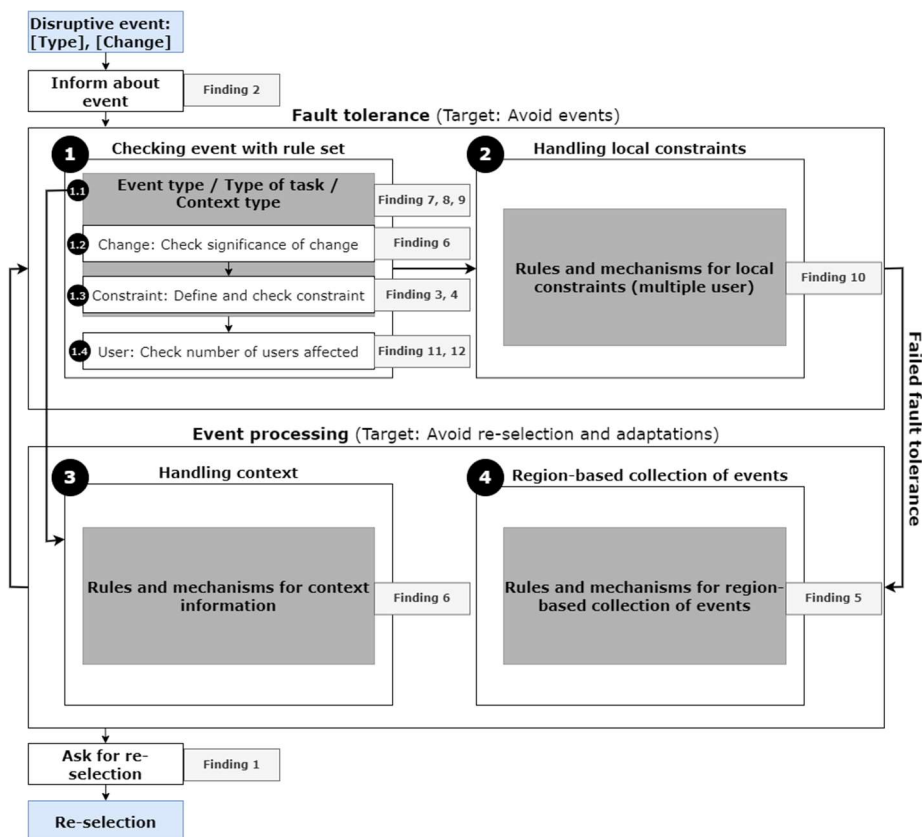 Disruptive event:
[Type], [Change]
Inform about
event
Finding 2
Fault tolerance (Target: Avoid events)
1
Checking event with rule set
1.1
Event type / Type of task /
Context type
Finding 7, 8, 9
1.2
Change: Check significance of change
Finding 6
1.3
Constraint: Define and check constraint
Finding 3, 4
1.4
User: Check number of users affected
Finding 11, 12
2
Handling local constraints
Rules and mechanisms for local
constraints (multiple user)
Finding 10
Failed fault tolerance
Event processing (Target: Avoid re-selection and adaptations)
3
Handling context
Rules and mechanisms for context
information
Finding 6
4
Region-based collection of events
Rules and mechanisms for region-
based collection of events
Finding 5
Ask for re-
selection
Finding 1
Re-selection